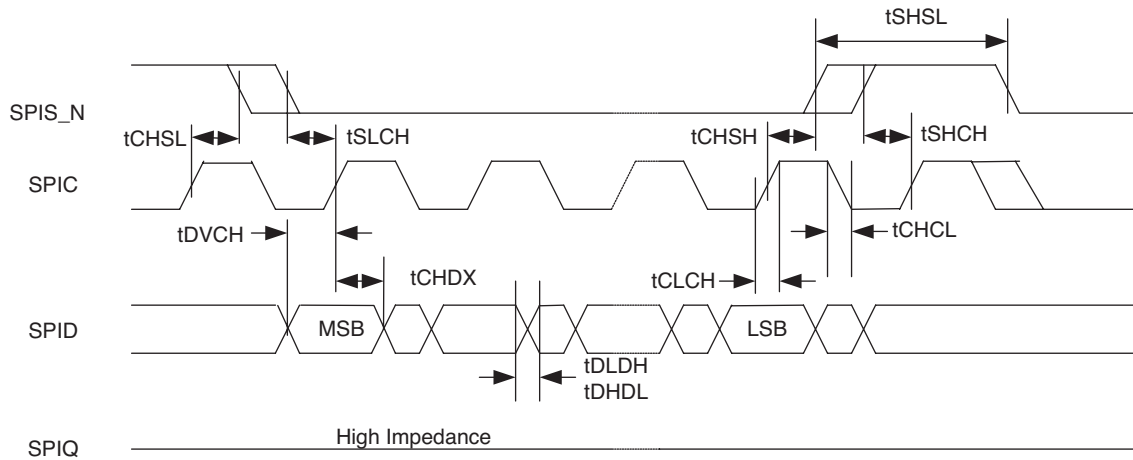 tSHSL
SPIS_N
tCHSL
tSLCH
tCHSH
tSHCH
SPIC
tDVCH
tCHCL
tCHDX
tCLCH
SPID
MSB
LSB
tDLDH
tDHDL
High Impedance
SPIQ